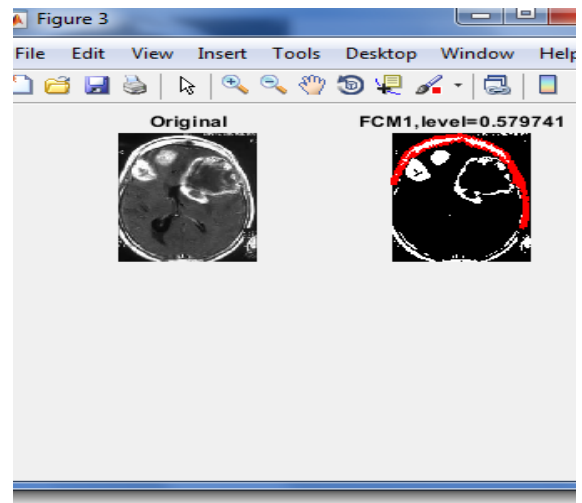 Figure 3
File Edit View Insert Tools Desktop Window Help
Original FCM1,level=0.579741